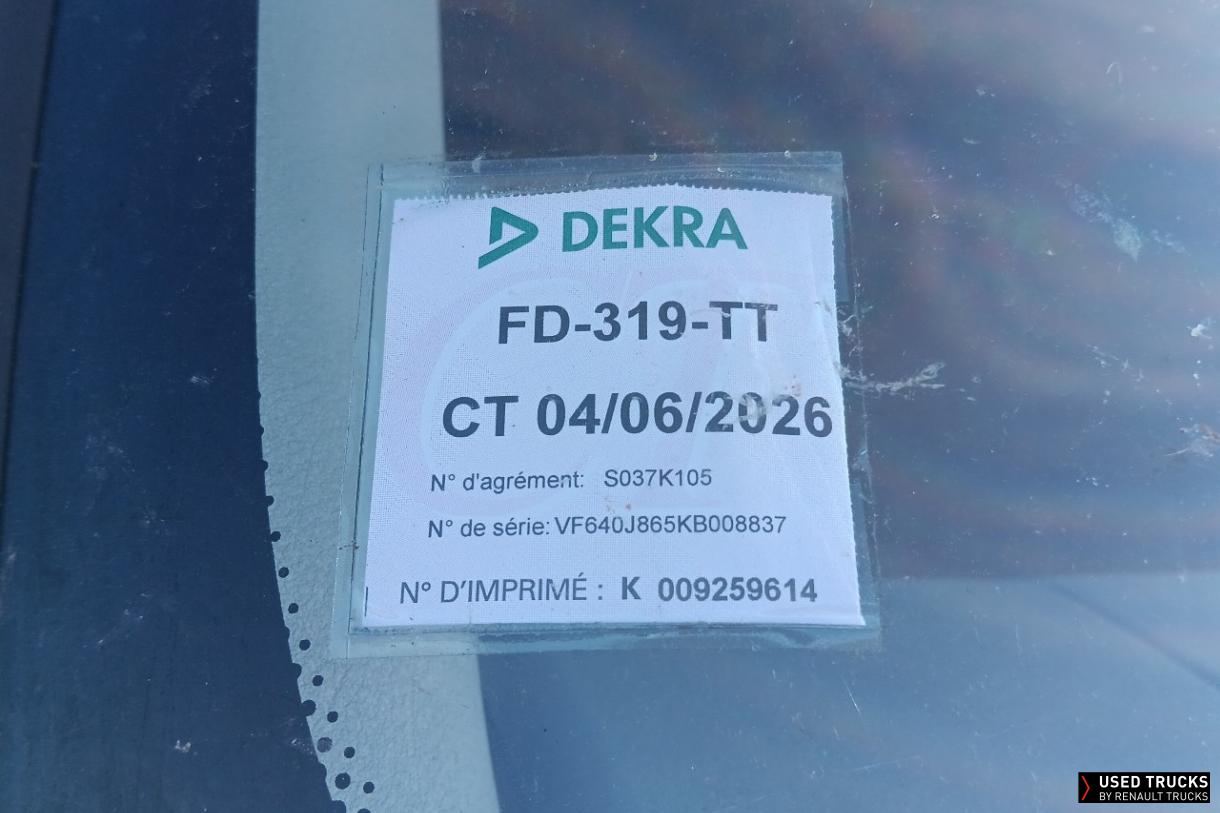 DEKRA
FD-319-TT
CT 04/06/2026
N° d'agrément: S037K105
N° de série: VF640J865KB008837
N° D'IMPRIMÉ : K 009259614
USED TRUCKS
BY RENAULT TRUCKS